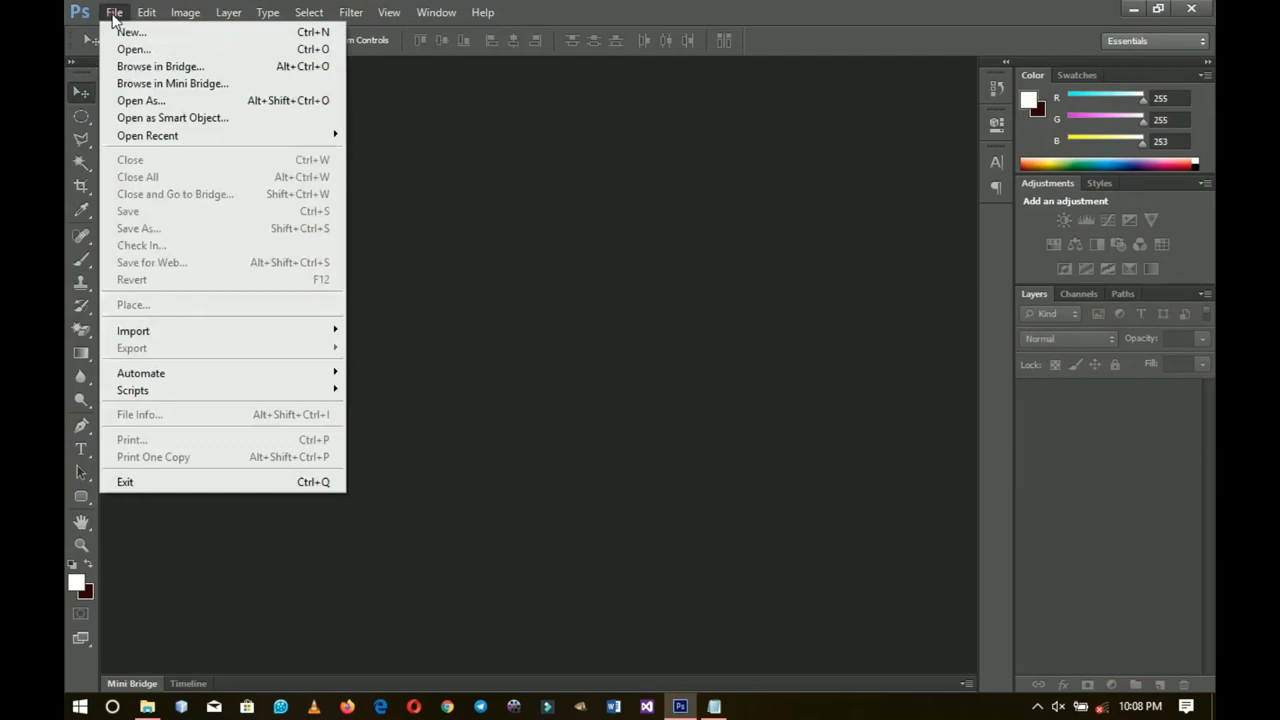 Ps File Edit Image Layer Type Select Filter View Window Help
m Controls
Essentials
New... Ctrl+N
Open... Ctrl+O
Browse in Bridge... Alt+Ctrl+O
Browse in Mini Bridge...
Open As... Alt+Shift+Ctrl+O
Open as Smart Object...
Open Recent
Close Ctrl+W
Close All Alt+Ctrl+W
Close and Go to Bridge... Shift+Ctrl+W
Save Ctrl+S
Save As... Shift+Ctrl+S
Check In...
Save for Web... Alt+Shift+Ctrl+S
Revert F12
Place...
Import
Export
Automate
Scripts
File Info... Alt+Shift+Ctrl+I
Print... Ctrl+P
Print One Copy Alt+Shift+Ctrl+P
Exit Ctrl+Q
Color Swatches
R 255
G 255
B 253
Adjustments Styles
Add an adjustment
Layers Channels Paths
Kind
Normal Opacity:
Lock: Fill:
Mini Bridge Timeline
10:08 PM